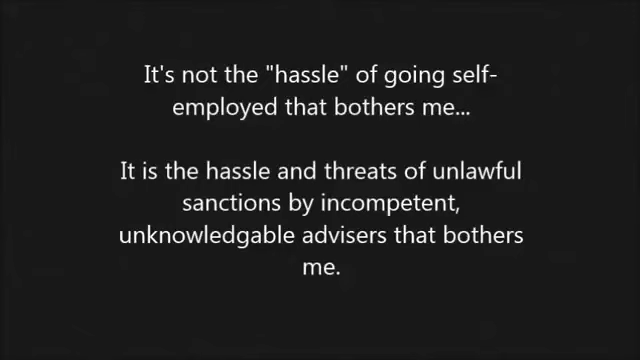 It's not the "hassle" of going self-
employed that bothers me...
It is the hassle and threats of unlawful
sanctions by incompetent,
unknowledgable advisers that bothers
me.